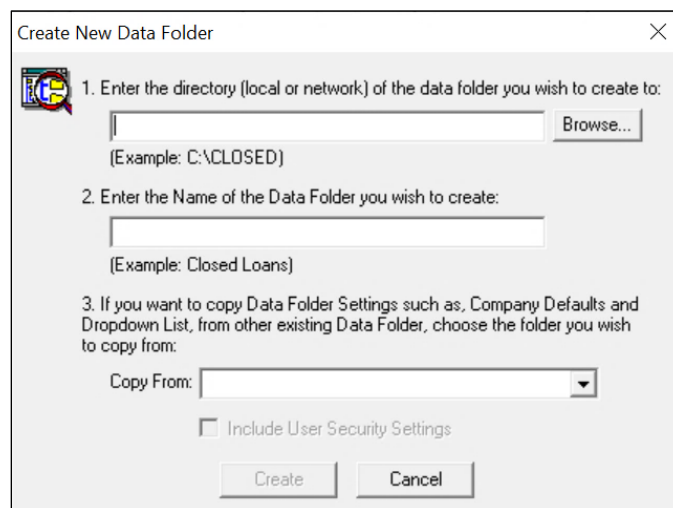 Create New Data Folder
1. Enter the directory (local or network) of the data folder you wish to create to:
Browse...
(Example: C:\CLOSED)
2. Enter the Name of the Data Folder you wish to create:
(Example: Closed Loans)
3. If you want to copy Data Folder Settings such as, Company Defaults and
Dropdown List, from other existing Data Folder, choose the folder you wish
to copy from:
Copy From:
Include User Security Settings
Create
Cancel